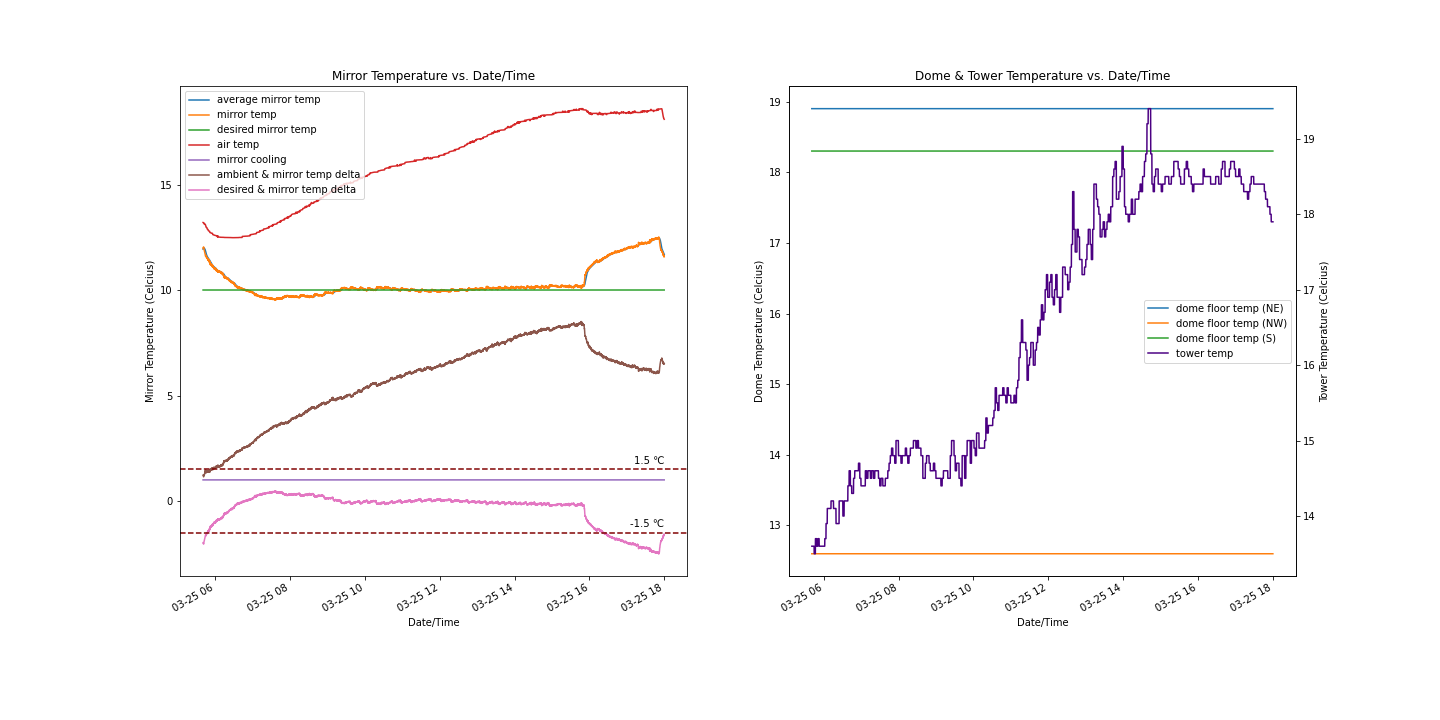 Mirror Temperature vs. Date/Time
average mirror temp
mirror temp
desired mirror temp
air temp
mirror cooling
ambient & mirror temp delta
desired & mirror temp delta
15
10
5
0
Mirror Temperature (Celcius)
1.5 ℃
-1.5 ℃
03-25 06
03-25 08
03-25 10
03-25 12
03-25 14
03-25 16
03-25 18
Date/Time
Dome & Tower Temperature vs. Date/Time
19
18
17
16
15
14
13
Dome Temperature (Celcius)
dome floor temp (NE)
dome floor temp (NW)
dome floor temp (S)
tower temp
19
18
17
16
15
14
Tower Temperature (Celcius)
03-25 06
03-25 08
03-25 10
03-25 12
03-25 14
03-25 16
03-25 18
Date/Time